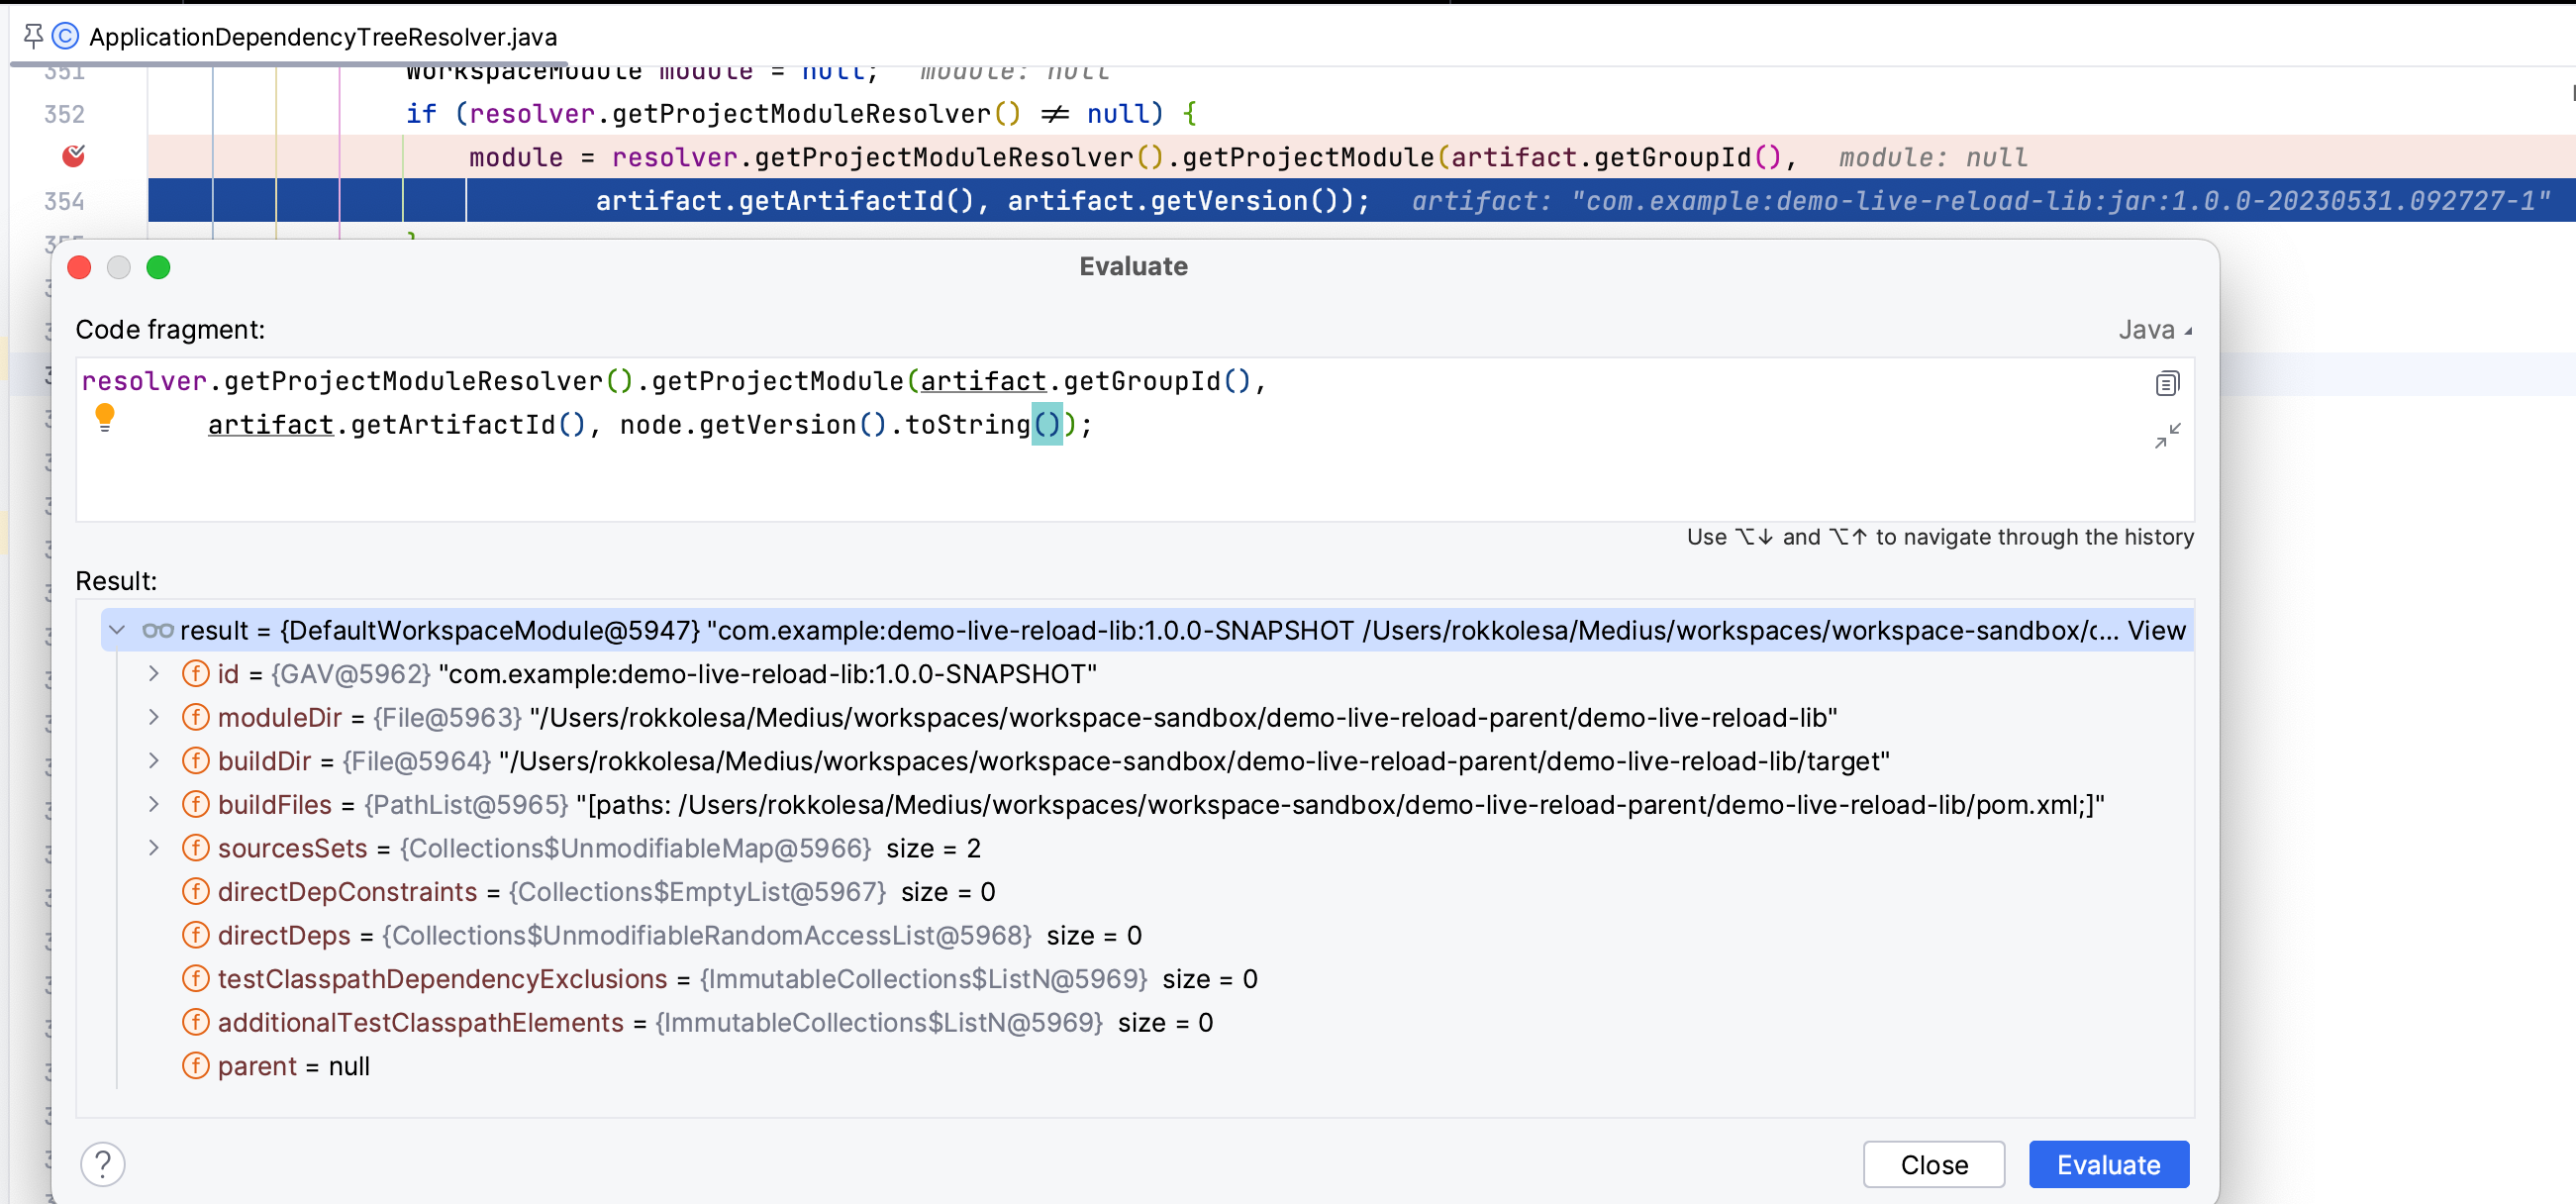 ApplicationDependencyTreeResolver.java
351 WorkspaceModule module = null; module: null
352 if (resolver.getProjectModuleResolver() ≠ null) {
module = resolver.getProjectModuleResolver().getProjectModule(artifact.getGroupId(), module: null
354 artifact.getArtifactId(), artifact.getVersion()); artifact: "com.example:demo-live-reload-lib:jar:1.0.0-20230531.092727-1"
Evaluate
Code fragment: Java
resolver.getProjectModuleResolver().getProjectModule(artifact.getGroupId(),
artifact.getArtifactId(), node.getVersion().toString());
Use ⌥↓ and ⌥↑ to navigate through the history
Result:
result = {DefaultWorkspaceModule@5947} "com.example:demo-live-reload-lib:1.0.0-SNAPSHOT /Users/rokkolesa/Medius/workspaces/workspace-sandbox/... View
id = {GAV@5962} "com.example:demo-live-reload-lib:1.0.0-SNAPSHOT"
moduleDir = {File@5963} "/Users/rokkolesa/Medius/workspaces/workspace-sandbox/demo-live-reload-parent/demo-live-reload-lib"
buildDir = {File@5964} "/Users/rokkolesa/Medius/workspaces/workspace-sandbox/demo-live-reload-parent/demo-live-reload-lib/target"
buildFiles = {PathList@5965} "[paths: /Users/rokkolesa/Medius/workspaces/workspace-sandbox/demo-live-reload-parent/demo-live-reload-lib/pom.xml;]"
sourcesSets = {Collections$UnmodifiableMap@5966} size = 2
directDepConstraints = {Collections$EmptyList@5967} size = 0
directDeps = {Collections$UnmodifiableRandomAccessList@5968} size = 0
testClasspathDependencyExclusions = {ImmutableCollections$ListN@5969} size = 0
additionalTestClasspathElements = {ImmutableCollections$ListN@5969} size = 0
parent = null
? Close Evaluate